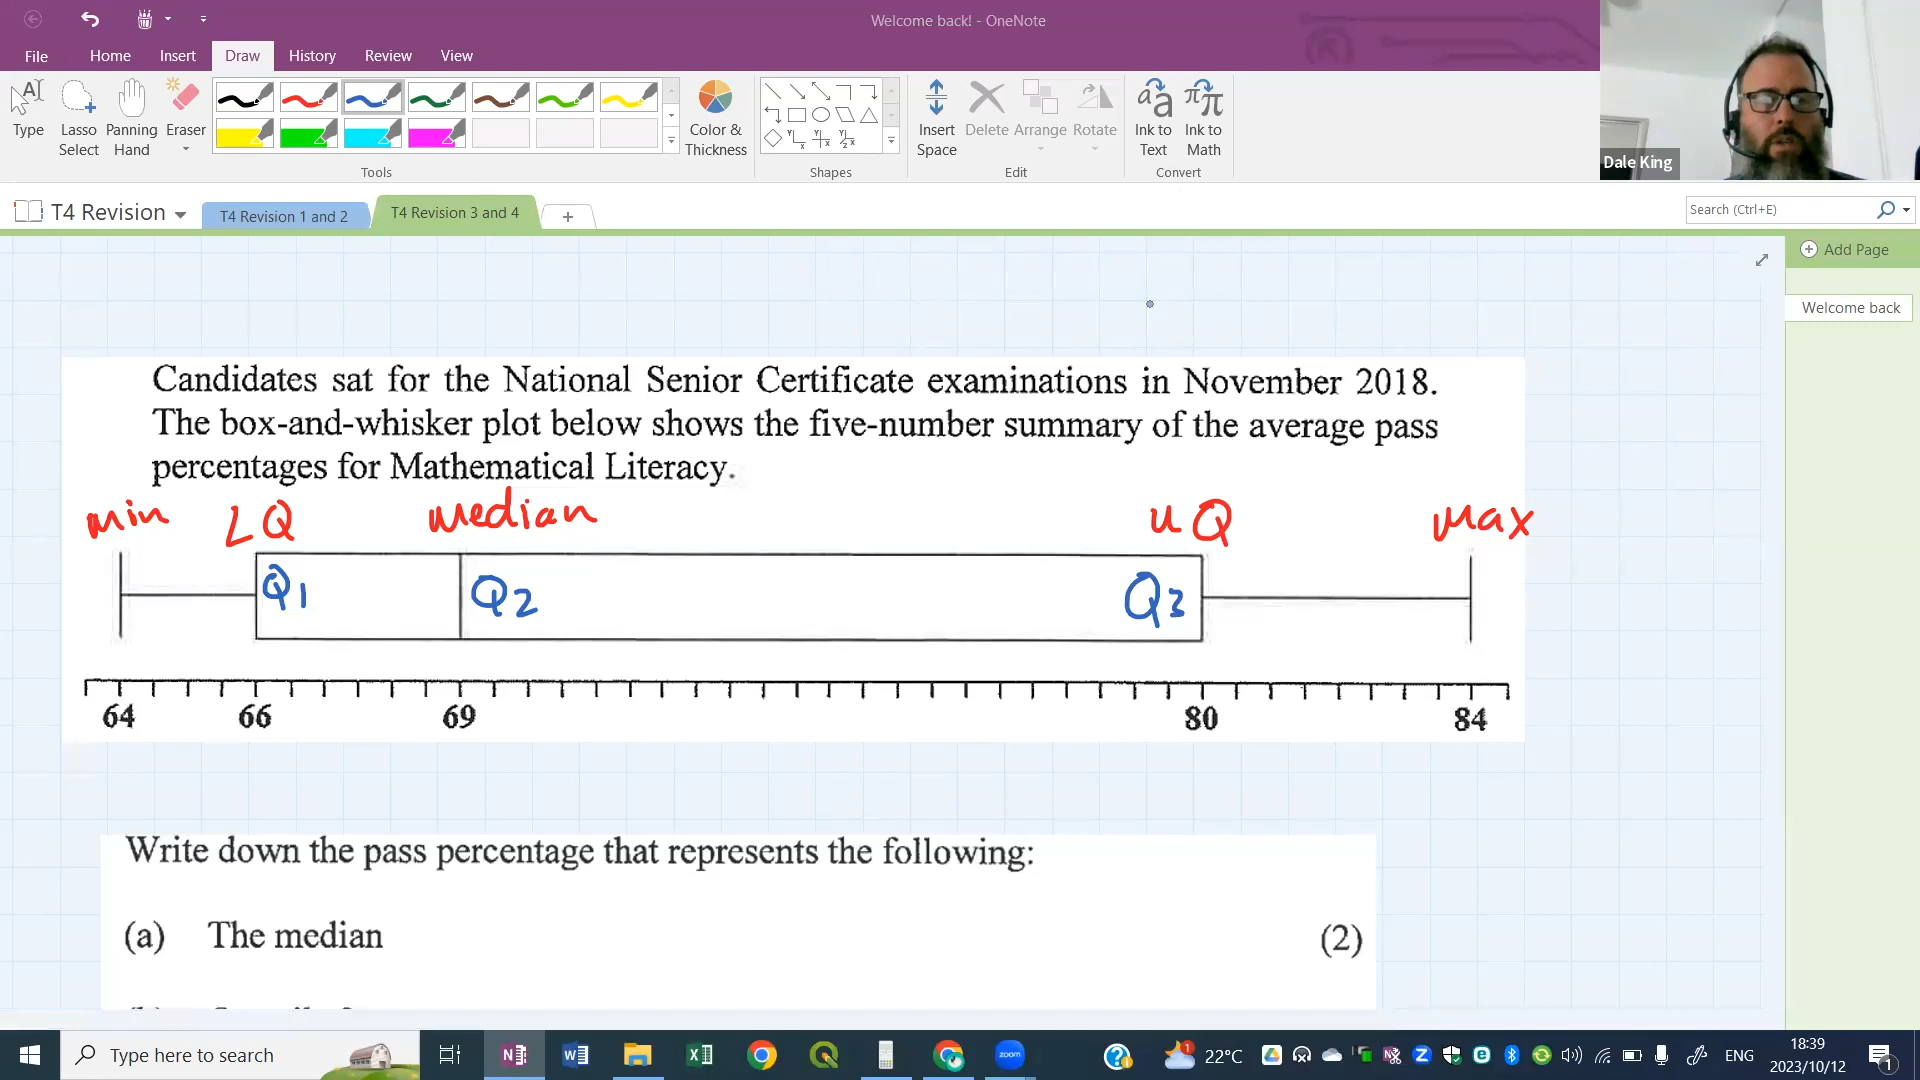 Welcome back! - OneNote
File Home Insert Draw History Review View
Type
Lasso Select
Panning Hand
Eraser
Color & Thickness
Insert Space
Delete
Arrange
Rotate
Ink to Text
Ink to Math
Tools
Shapes
Edit
Convert
Dale King
T4 Revision
T4 Revision 1 and 2
T4 Revision 3 and 4
Search (Ctrl+E)
Add Page
Welcome back
Candidates sat for the National Senior Certificate examinations in November 2018.
The box-and-whisker plot below shows the five-number summary of the average pass
percentages for Mathematical Literacy.
min LQ median UQ max
Q1 Q2 Q3
64 66 69 80 84
Write down the pass percentage that represents the following:
(a) The median (2)
Type here to search
zoom
22°C
ENG
18:39
2023/10/12